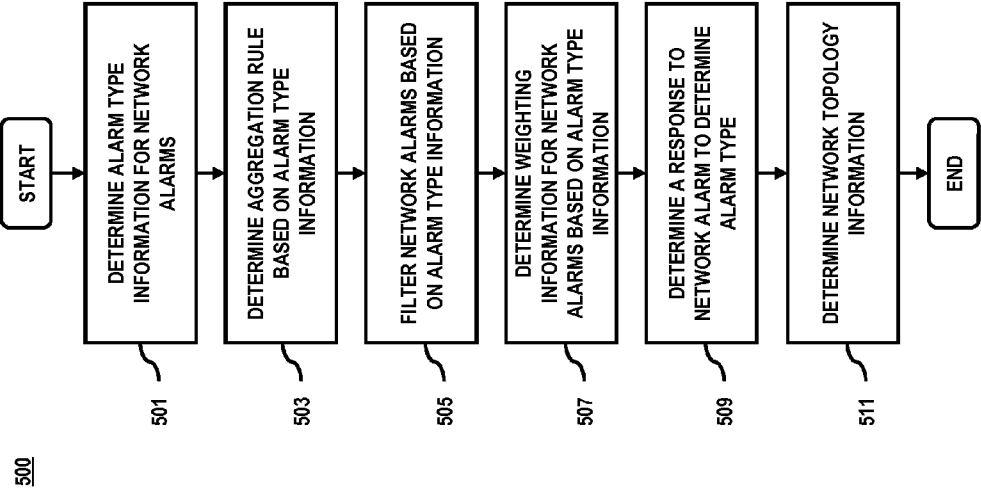 500
START
DETERMINE ALARM TYPE
INFORMATION FOR NETWORK
ALARMS
501
DETERMINE AGGREGATION RULE
BASED ON ALARM TYPE
INFORMATION
503
FILTER NETWORK ALARMS BASED
ON ALARM TYPE INFORMATION
505
DETERMINE WEIGHTING
INFORMATION FOR NETWORK
ALARMS BASED ON ALARM TYPE
INFORMATION
507
DETERMINE A RESPONSE TO
NETWORK ALARM TO DETERMINE
ALARM TYPE
509
DETERMINE NETWORK TOPOLOGY
INFORMATION
511
END